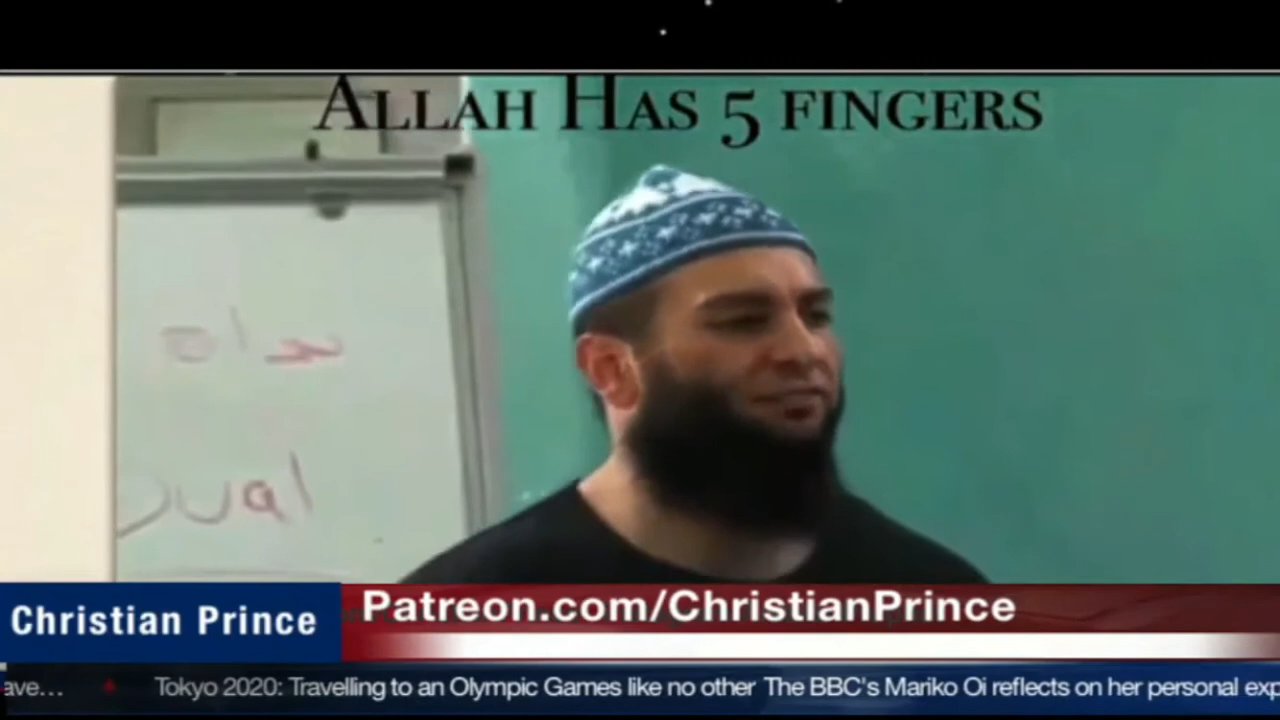 ALLAH HAS 5 FINGERS
Dual
Christian Prince
Patreon.com/ChristianPrince
ave... Tokyo 2020: Travelling to an Olympic Games like no other The BBC's Mariko Oi reflects on her personal exp